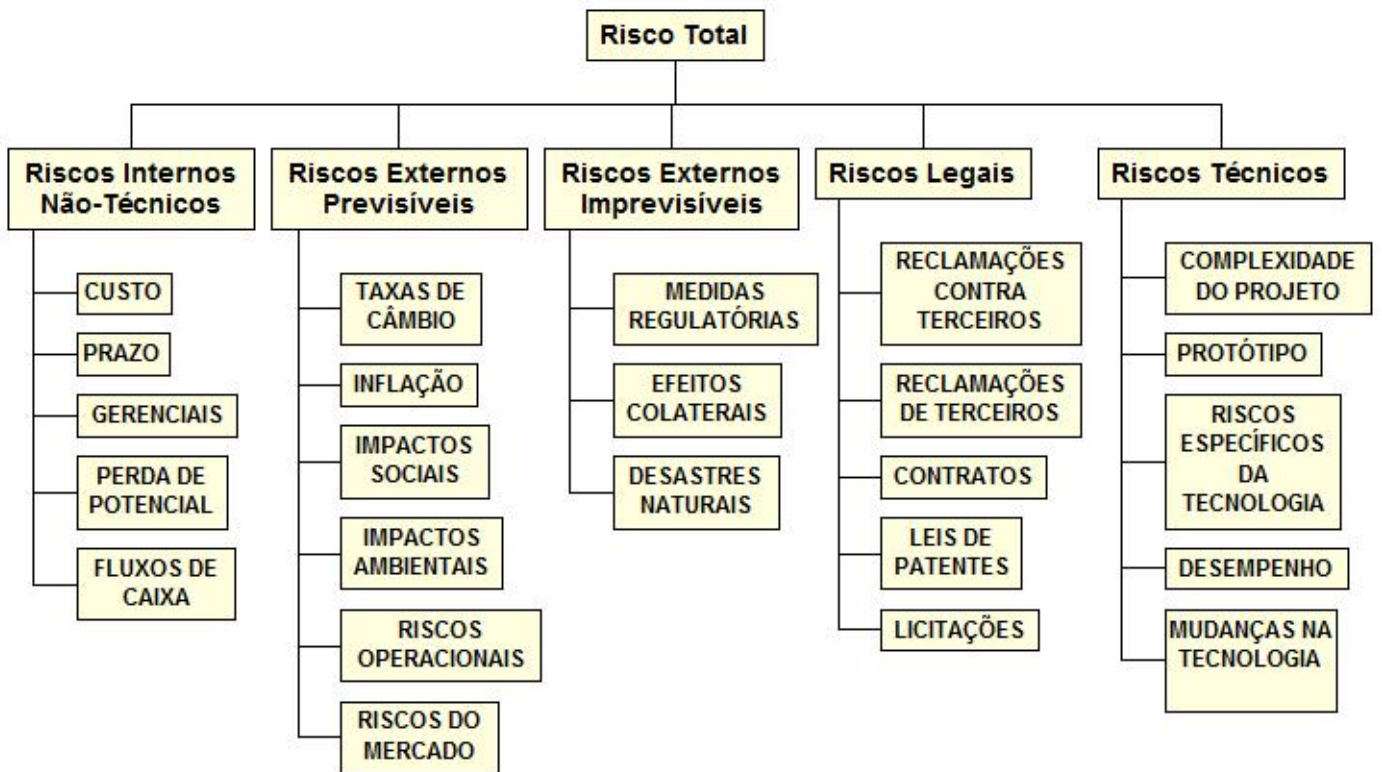 Risco Total
Riscos Internos
Não-Técnicos
CUSTO
PRAZO
GERENCIAIS
PERDA DE
POTENCIAL
FLUXOS DE
CAIXA
Riscos Externos
Previsíveis
TAXAS DE
CÂMBIO
INFLAÇÃO
IMPACTOS
SOCIAIS
IMPACTOS
AMBIENTAIS
RISCOS
OPERACIONAIS
RISCOS DO
MERCADO
Riscos Externos
Imprevisíveis
MEDIDAS
REGULATÓRIAS
EFEITOS
COLATERAIS
DESASTRES
NATURAIS
Riscos Legais
RECLAMAÇÕES
CONTRA
TERCEIROS
RECLAMAÇÕES
DE TERCEIROS
CONTRATOS
LEIS DE
PATENTES
LICITAÇÕES
Riscos Técnicos
COMPLEXIDADE
DO PROJETO
PROTÓTIPO
RISCOS
ESPECÍFICOS
DA
TECNOLOGIA
DESEMPENHO
MUDANÇAS NA
TECNOLOGIA